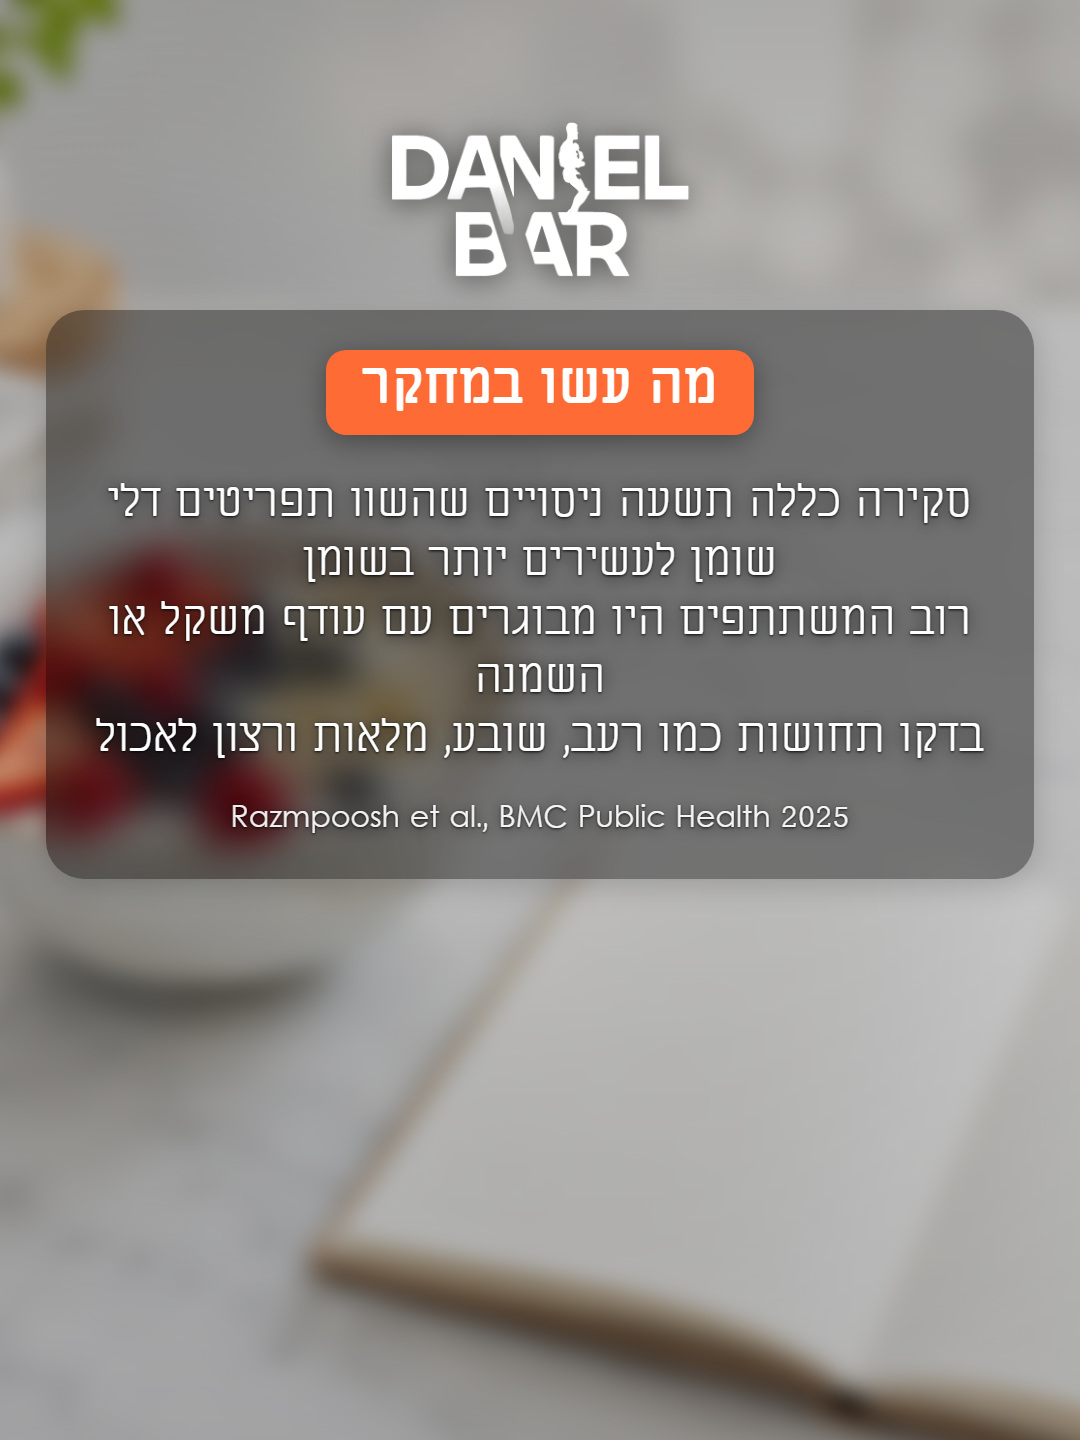 DANIEL
BAR
מה עשו במחקר
סקירה כללה תשעה ניסויים שהשוו תפריטים דלי
שומן לעשירים יותר בשומן
רוב המשתתפים היו מבוגרים עם עודף משקל או
השמנה
בדקו תחושות כמו רעב, שובע, מלאות ורצון לאכול
Razmpoosh et al., BMC Public Health 2025